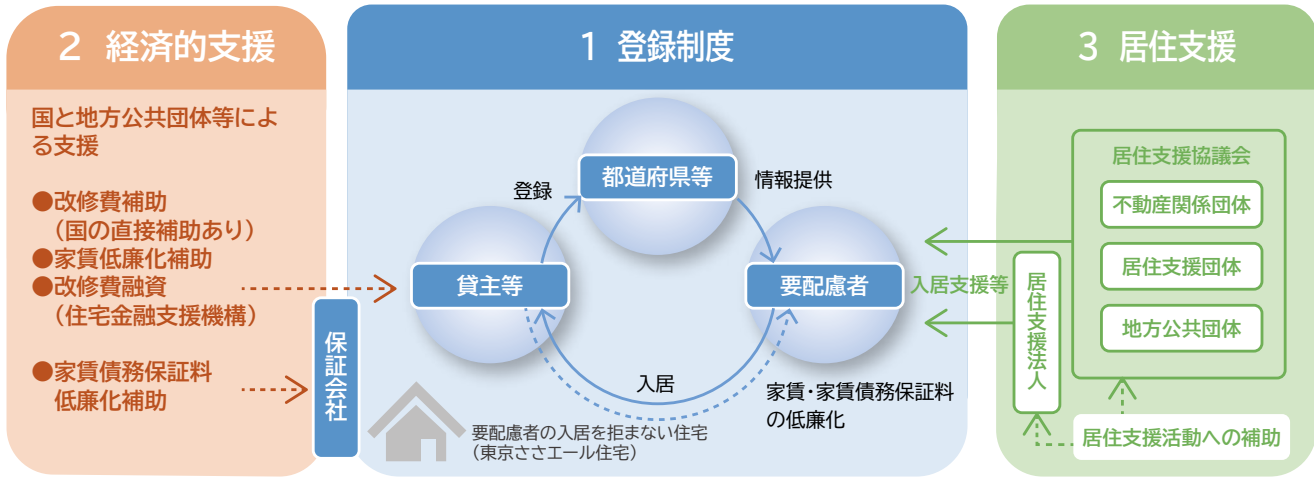 2 経済的支援
国と地方公共団体等によ
る支援
●改修費補助
（国の直接補助あり）
●家賃低廉化補助
●改修費融資
（住宅金融支援機構）
●家賃債務保証料
低廉化補助
保証会社
1 登録制度
都道府県等
登録
情報提供
貸主等
要配慮者
入居
家賃・家賃債務保証料
の低廉化
要配慮者の入居を拒まない住宅
（東京ささエール住宅）
3 居住支援
居住支援協議会
不動産関係団体
居住支援団体
地方公共団体
入居支援等
居住支援法人
居住支援活動への補助